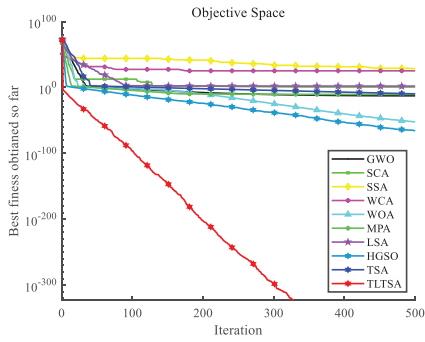 Objective Space
10^100
10^0
10^-100
10^-200
10^-300
Best finess obtianed so far
0
100
200
300
400
500
Iteration
GWO
SCA
SSA
WCA
WOA
MPA
LSA
HGSO
TSA
TLTSA